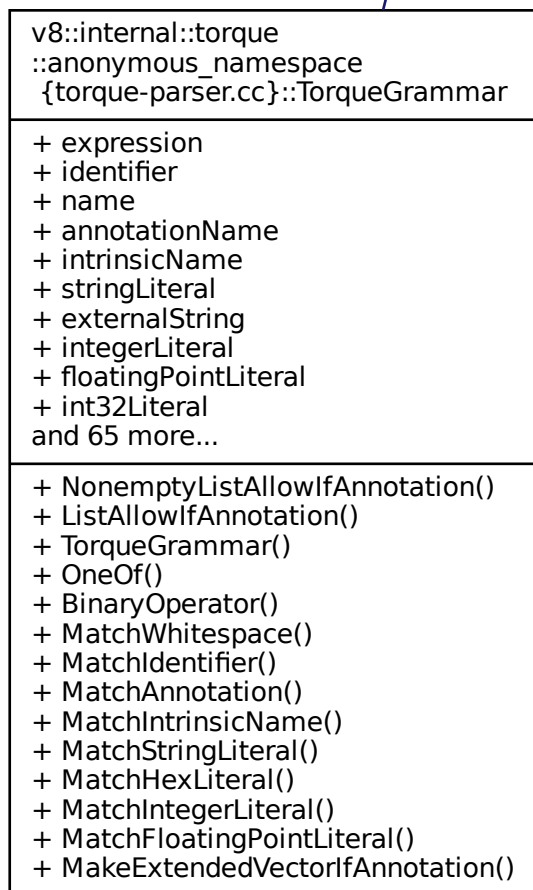 v8::internal::torque
::anonymous_namespace
{torque-parser.cc}::TorqueGrammar
+ expression
+ identifier
+ name
+ annotationName
+ intrinsicName
+ stringLiteral
+ externalString
+ integerLiteral
+ floatingPointLiteral
+ int32Literal
and 65 more...
+ NonemptyListAllowIfAnnotation()
+ ListAllowIfAnnotation()
+ TorqueGrammar()
+ OneOf()
+ BinaryOperator()
+ MatchWhitespace()
+ MatchIdentifier()
+ MatchAnnotation()
+ MatchIntrinsicName()
+ MatchStringLiteral()
+ MatchHexLiteral()
+ MatchIntegerLiteral()
+ MatchFloatingPointLiteral()
+ MakeExtendedVectorIfAnnotation()